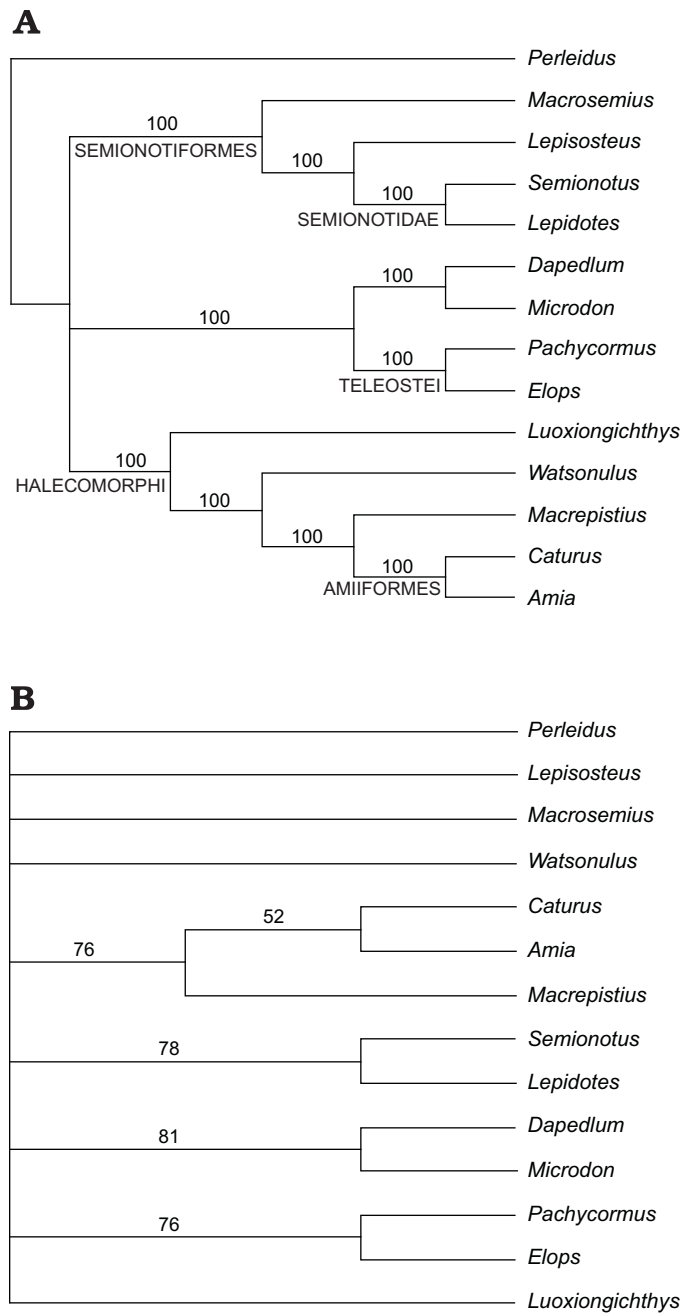 A
Perleidus
Macrosemius
100
SEMIONOTIFORMES
Lepisosteus
100
Semionotus
100
SEMIONOTIDAE
Lepidotes
Dapedlum
100
Microdon
100
Pachycormus
100
TELEOSTEI
Elops
Luoxiongichthys
100
HALECOMORPHI
Watsonulus
100
Macrepistius
100
Caturus
100
AMIIFORMES
Amia
B
Perleidus
Lepisosteus
Macrosemius
Watsonulus
Caturus
52
Amia
76
Macrepistius
Semionotus
78
Lepidotes
Dapedlum
81
Microdon
Pachycormus
76
Elops
Luoxiongichthys